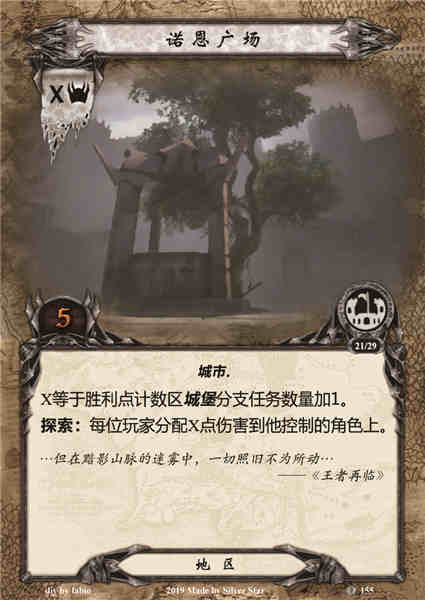 诺恩广场
X
5
21/29
城市.
X等于胜利点计数区城堡分支任务数量加1。
探索：每位玩家分配X点伤害到他控制的角色上。
…但在黯影山脉的迷雾中，一切照旧不为所动…
——《王者再临》
地区
diy by fabio
2019 Made by Silver Star
155